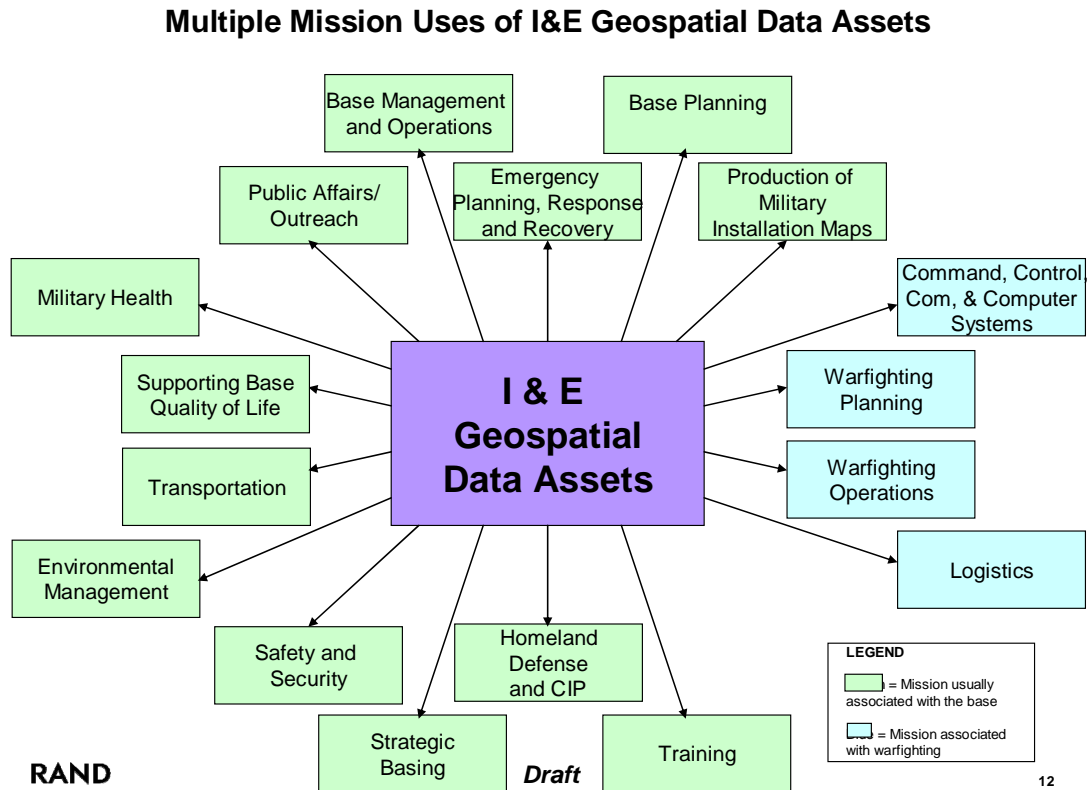 Multiple Mission Uses of I&E Geospatial Data Assets
Base Management
and Operations
Base Planning
Public Affairs/
Outreach
Emergency
Planning, Response
and Recovery
Production of
Military
Installation Maps
Military Health
Command, Control,
Com, & Computer
Systems
Supporting Base
Quality of Life
I & E
Geospatial
Data Assets
Warfighting
Planning
Transportation
Warfighting
Operations
Environmental
Management
Logistics
Safety and
Security
Homeland
Defense
and CIP
Strategic
Basing
Training
LEGEND
= Mission usually
associated with the base
= Mission associated
with warfighting
RAND
Draft
12